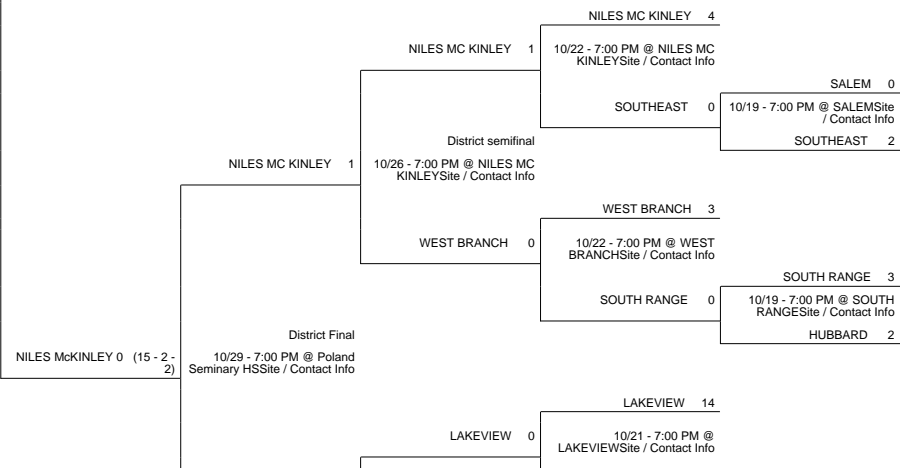 NILES MC KINLEY 4
NILES MC KINLEY 1
10/22 - 7:00 PM @ NILES MC
KINLEYSite / Contact Info
SALEM 0
SOUTHEAST 0
10/19 - 7:00 PM @ SALEMSite
/ Contact Info
District semifinal
SOUTHEAST 2
NILES MC KINLEY 1
10/26 - 7:00 PM @ NILES MC
KINLEYSite / Contact Info
WEST BRANCH 3
WEST BRANCH 0
10/22 - 7:00 PM @ WEST
BRANCHSite / Contact Info
SOUTH RANGE 3
SOUTH RANGE 0
10/19 - 7:00 PM @ SOUTH
RANGESite / Contact Info
District Final
HUBBARD 2
NILES McKINLEY 0 (15 - 2 -
2)
10/29 - 7:00 PM @ Poland
Seminary HSSite / Contact Info
LAKEVIEW 14
LAKEVIEW 0
10/21 - 7:00 PM @
LAKEVIEWSite / Contact Info